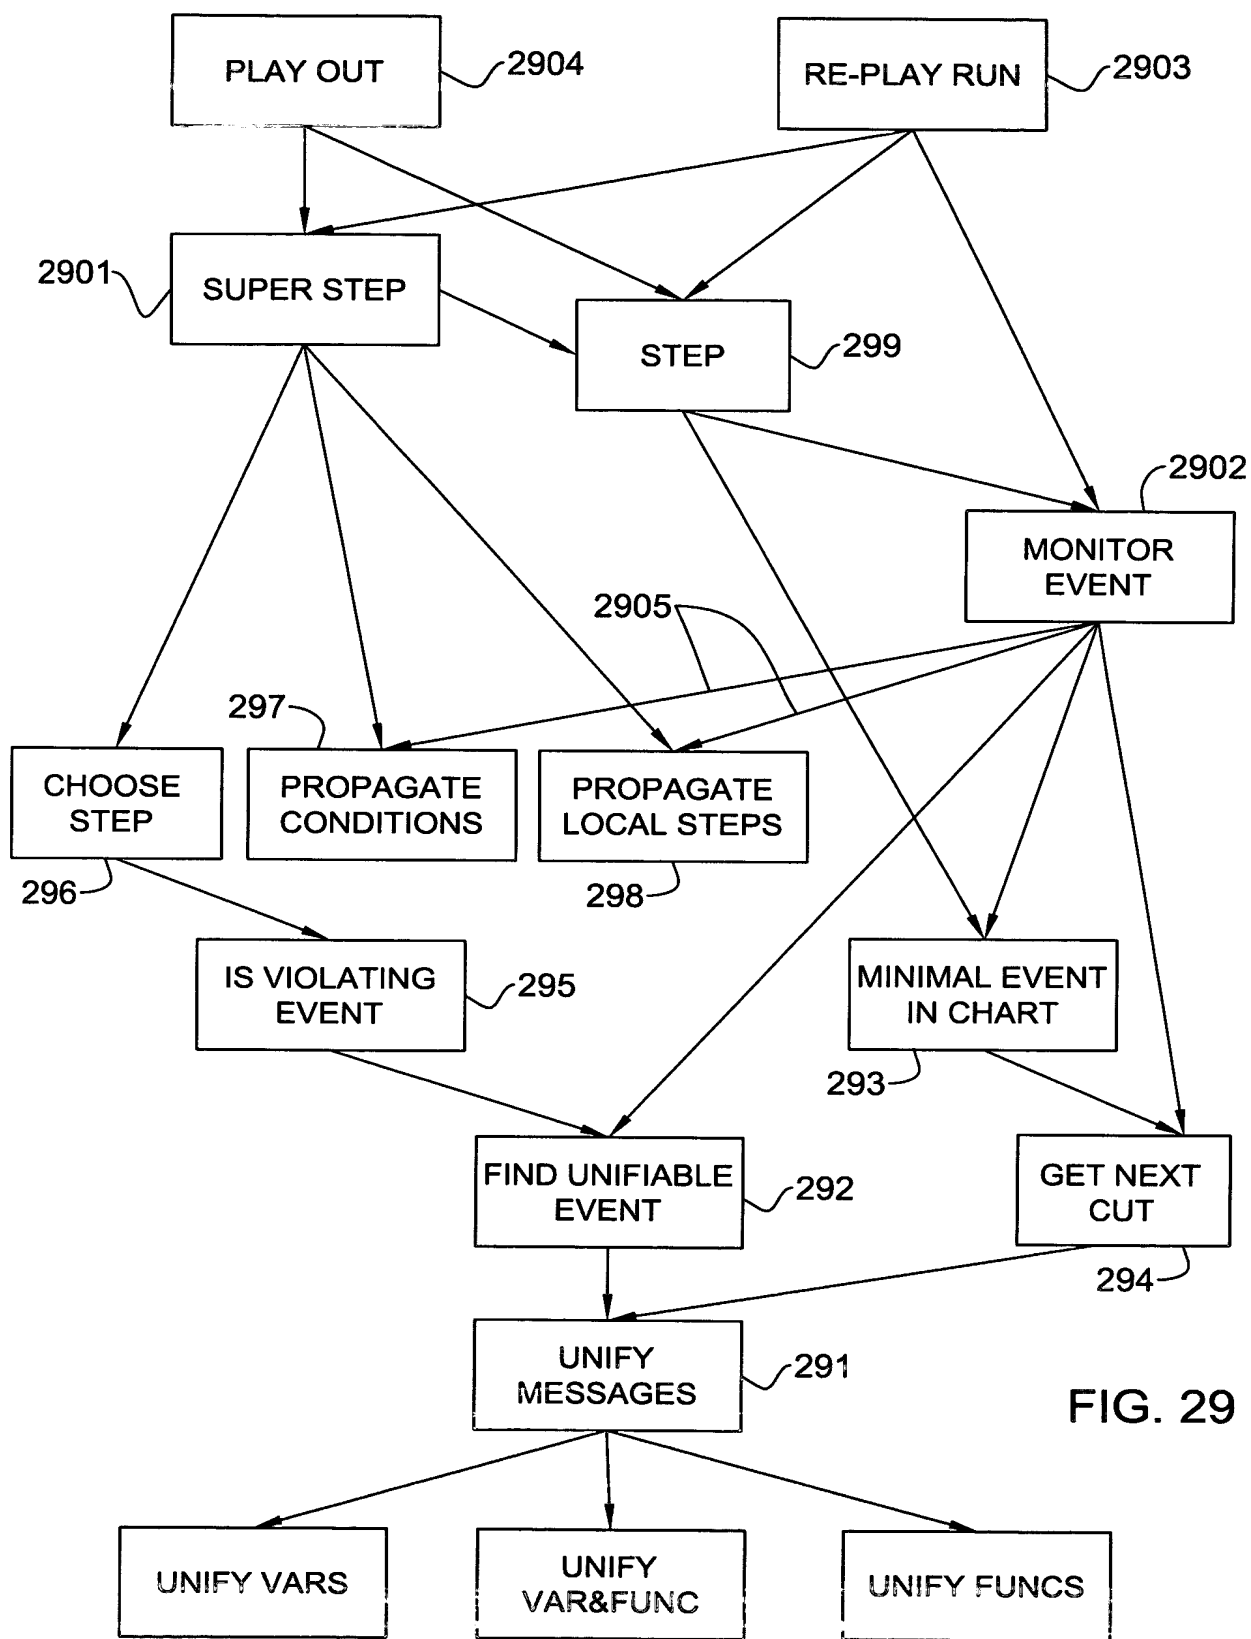 PLAY OUT
2904
RE-PLAY RUN
2903
2901
SUPER STEP
STEP
299
2902
MONITOR
EVENT
2905
297
CHOOSE
STEP
PROPAGATE
CONDITIONS
PROPAGATE
LOCAL STEPS
296
298
IS VIOLATING
EVENT
295
MINIMAL EVENT
IN CHART
293
FIND UNIFIABLE
EVENT
292
GET NEXT
CUT
294
UNIFY
MESSAGES
291
FIG. 29
UNIFY VARS
UNIFY
VAR&FUNC
UNIFY FUNCS